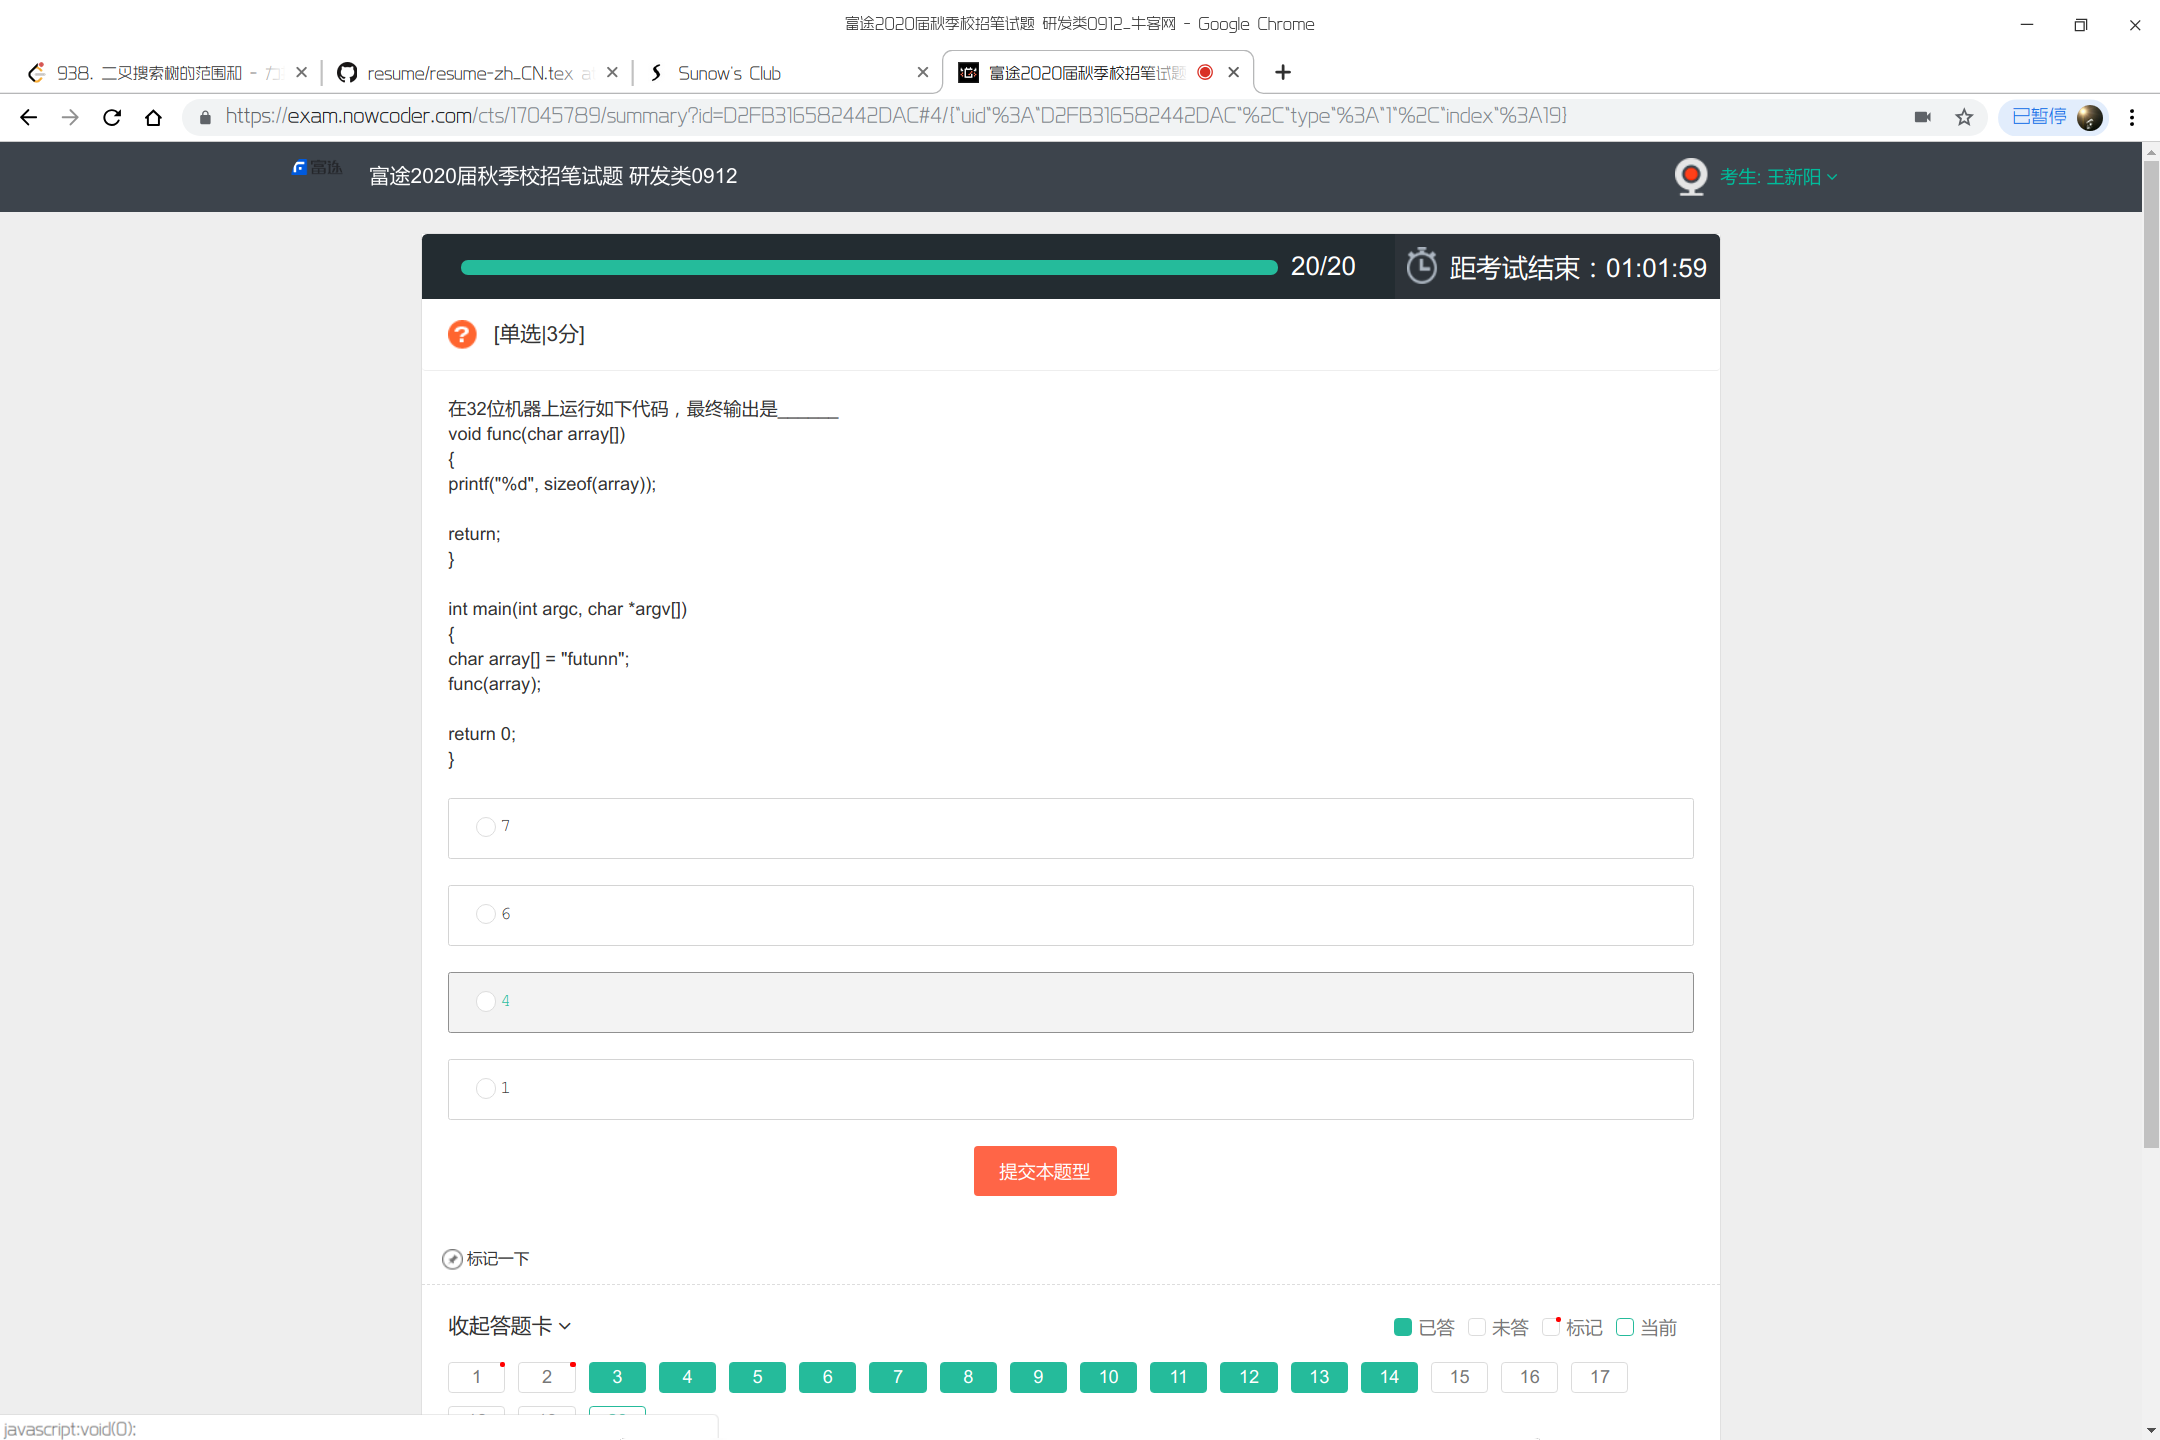 富途2020届秋季校招笔试题 研发类0912_牛客网 - Google Chrome
938. 二叉搜索树的范围和 - 力
resume/resume-zh_CN.tex at
Sunow's Club
富途2020届秋季校招笔试题
https://exam.nowcoder.com/cts/17045789/summary?id=D2FB316582442DAC#4/{"uid"%3A"D2FB316582442DAC"%2C"type"%3A"1"%2C"index"%3A19}
已暂停
富途
富途2020届秋季校招笔试题 研发类0912
考生: 王新阳
20/20
距考试结束：01:01:59
[单选|3分]
在32位机器上运行如下代码，最终输出是______
void func(char array[])
{
printf("%d", sizeof(array));
return;
}
int main(int argc, char *argv[])
{
char array[] = "futunn";
func(array);
return 0;
}
7
6
4
1
提交本题型
标记一下
收起答题卡
已答 未答 标记 当前
1 2 3 4 5 6 7 8 9 10 11 12 13 14 15 16 17
javascript:void(0);